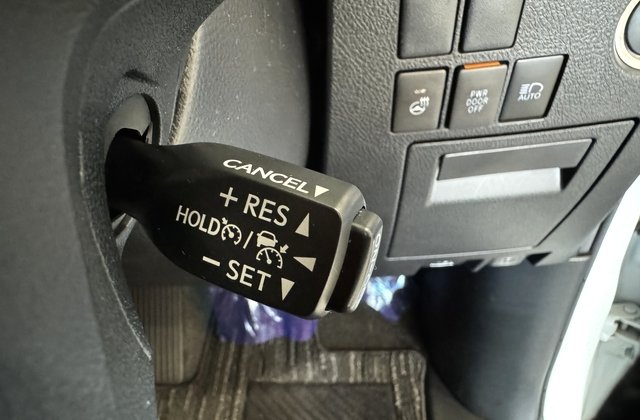 CANCEL
+ RES
HOLD /
− SET
PWR
DOOR
OFF
AUTO